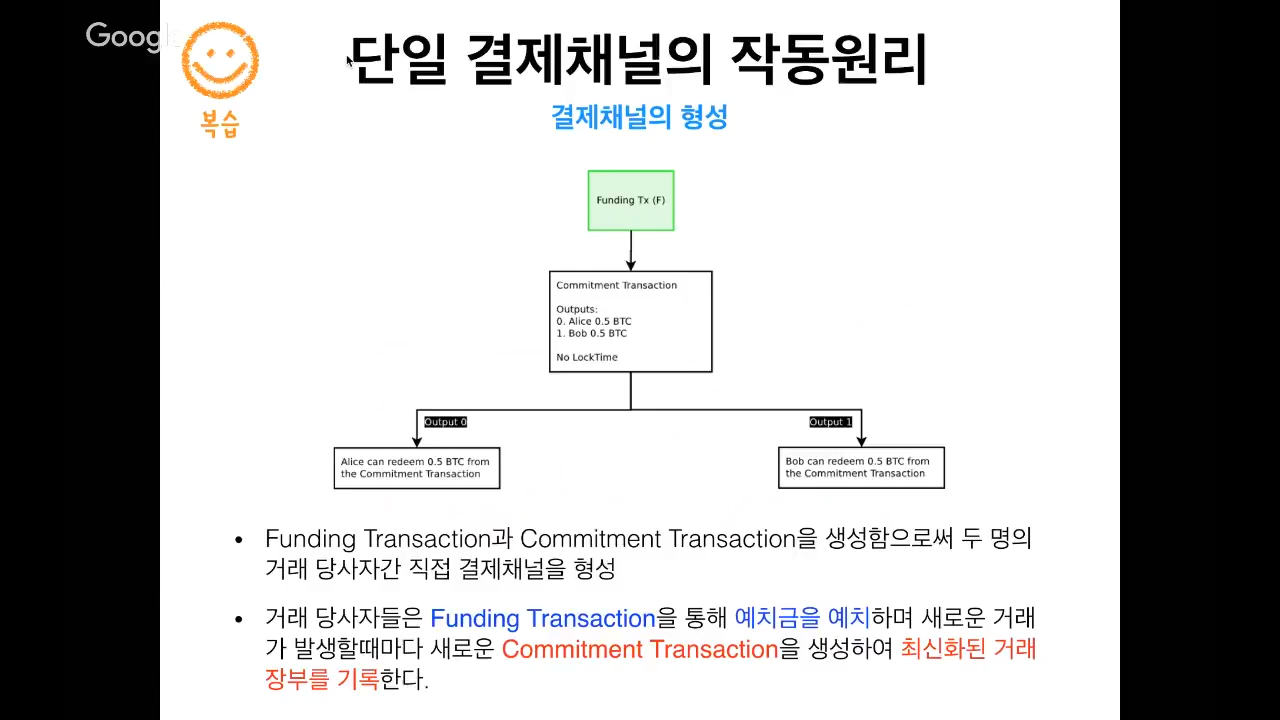 Google
복습
단일 결제채널의 작동원리
결제채널의 형성
Funding Tx (F)
Commitment Transaction
Outputs:
0. Alice 0.5 BTC
1. Bob 0.5 BTC
No LockTime
Output 0
Output 1
Alice can redeem 0.5 BTC from
the Commitment Transaction
Bob can redeem 0.5 BTC from
the Commitment Transaction
• Funding Transaction과 Commitment Transaction을 생성함으로써 두 명의
거래 당사자간 직접 결제채널을 형성
• 거래 당사자들은 Funding Transaction을 통해 예치금을 예치하며 새로운 거래
가 발생할때마다 새로운 Commitment Transaction을 생성하여 최신화된 거래
장부를 기록한다.